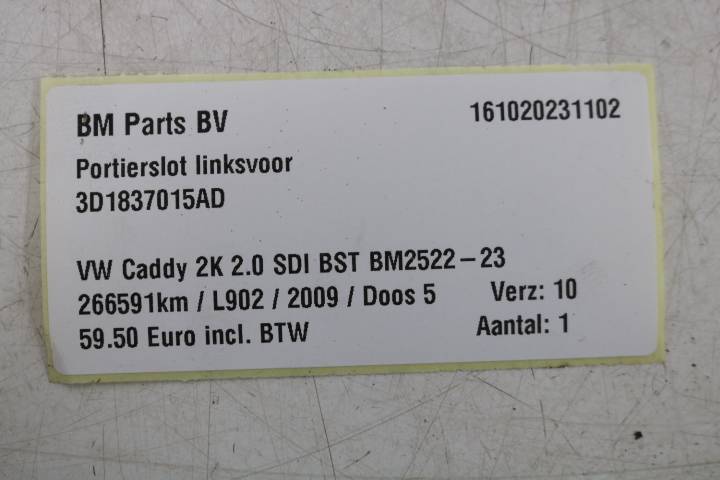 BM Parts BV 161020231102
Portierslot linksvoor
3D1837015AD
VW Caddy 2K 2.0 SDI BST BM2522-23
266591km / L902 / 2009 / Doos 5 Verz: 10
59.50 Euro incl. BTW Aantal: 1